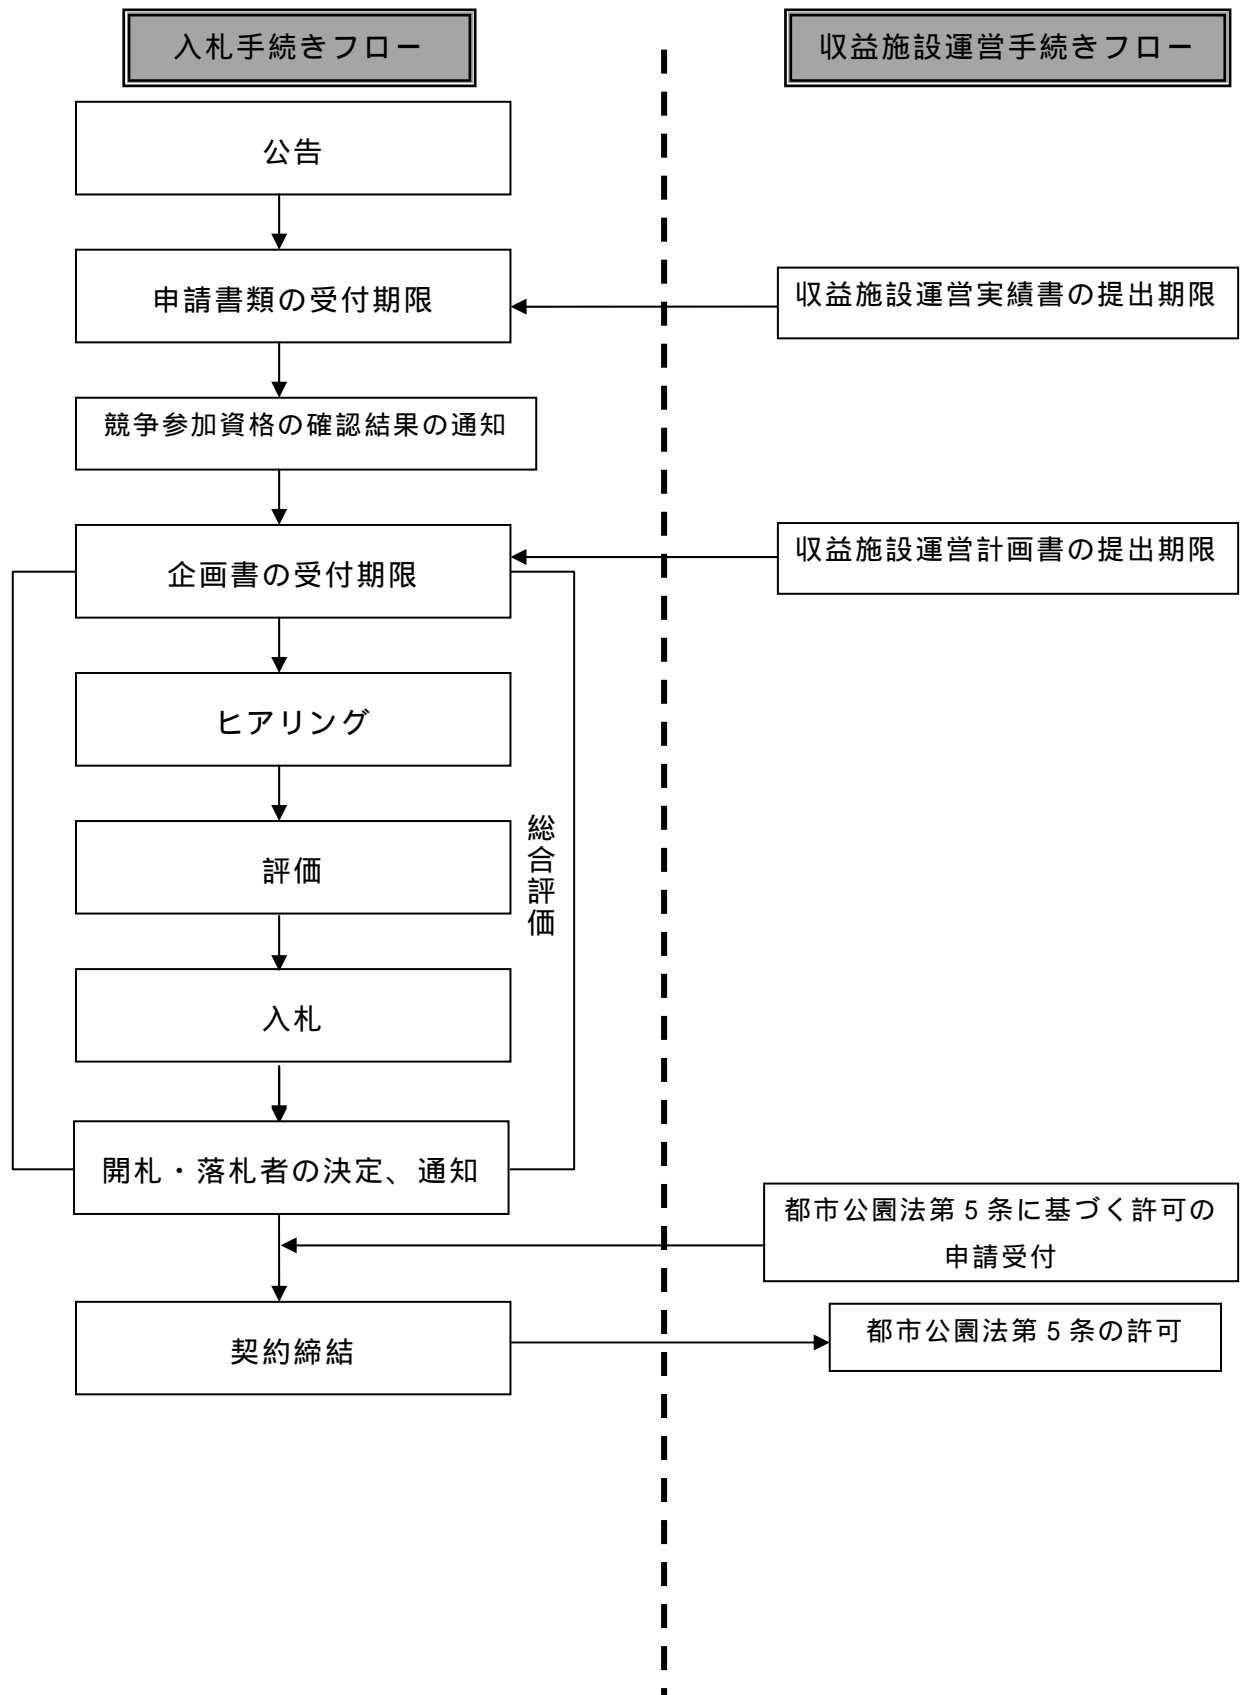 入札手続きフロー
収益施設運営手続きフロー
公告
申請書類の受付期限
収益施設運営実績書の提出期限
競争参加資格の確認結果の通知
企画書の受付期限
収益施設運営計画書の提出期限
ヒアリング
評価
総合評価
入札
開札・落札者の決定、通知
都市公園法第5条に基づく許可の
申請受付
契約締結
都市公園法第5条の許可